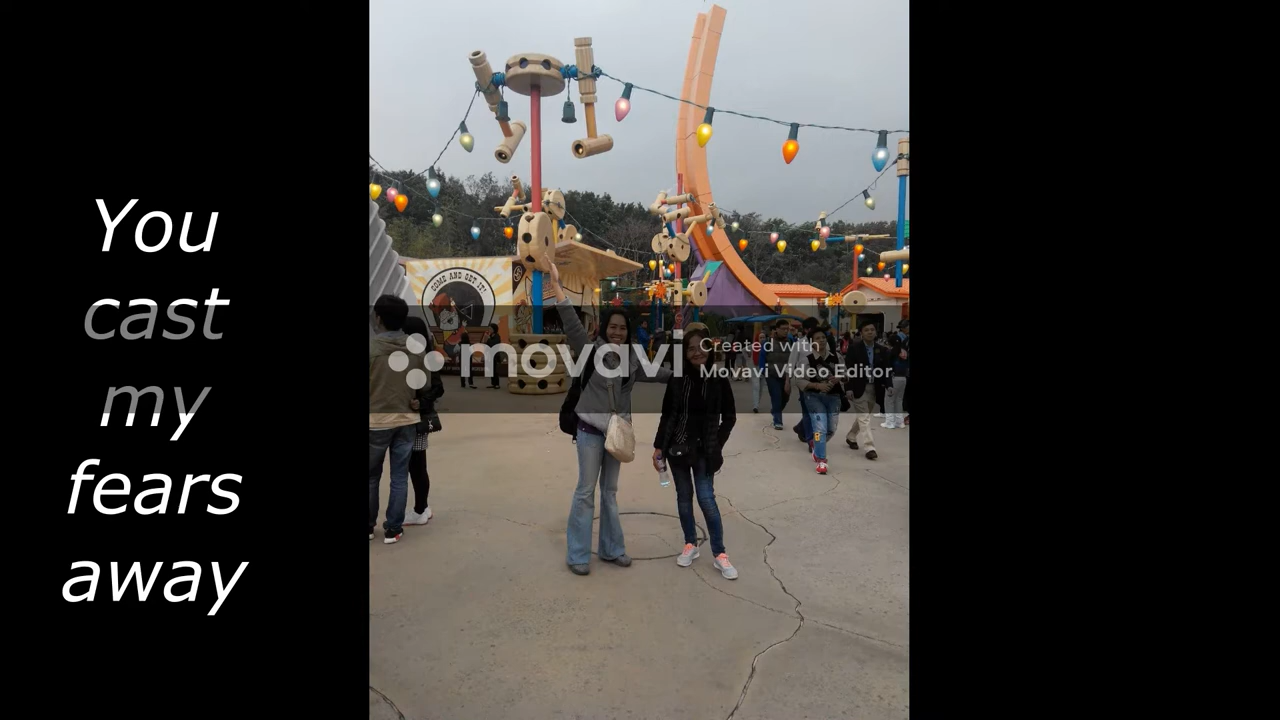 You
cast
my
fears
away
COME AND GET IT!
movavi
Created with
Movavi Video Editor